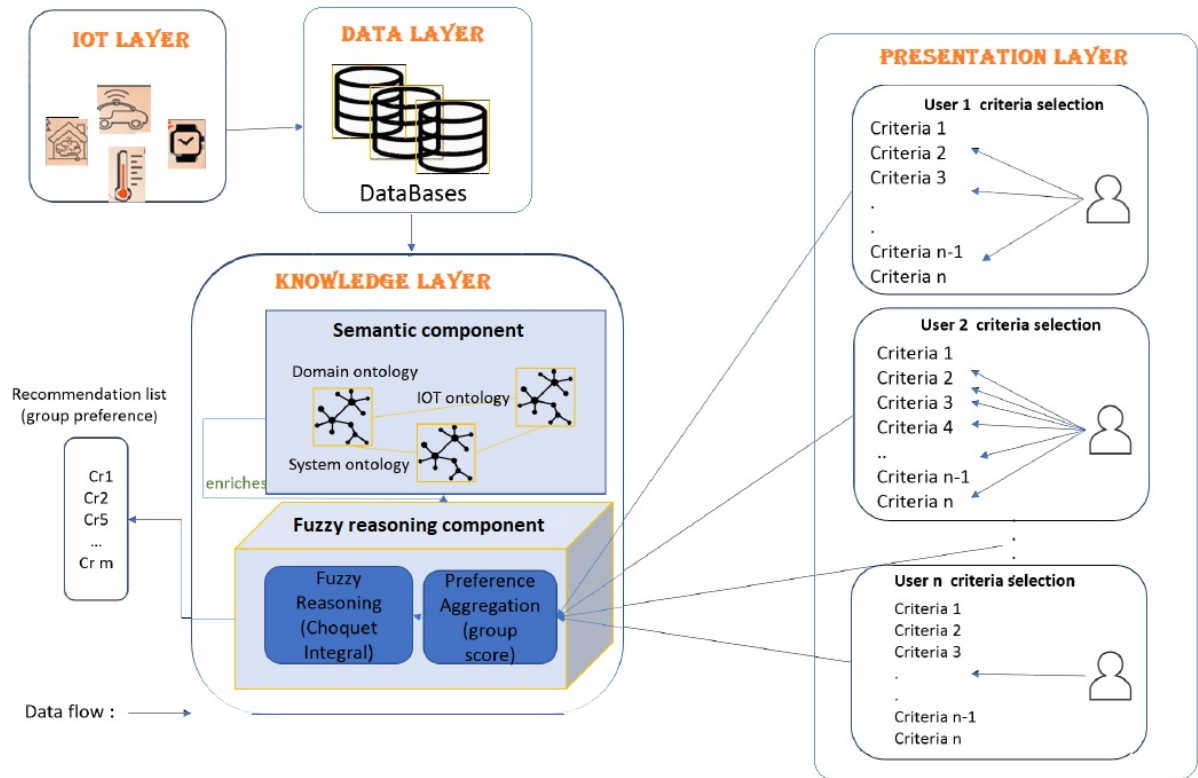 IOT LAYER
DATA LAYER
DataBases
KNOWLEDGE LAYER
Semantic component
Domain ontology
IOT ontology
System ontology
enriches
Fuzzy reasoning component
Fuzzy
Reasoning
(Choquet
Integral)
Preference
Aggregation
(group
score)
Recommendation list
(group preference)
Cr1
Cr2
Cr5
...
Cr m
Data flow :
PRESENTATION LAYER
User 1 criteria selection
Criteria 1
Criteria 2
Criteria 3
.
.
Criteria n-1
Criteria n
User 2 criteria selection
Criteria 1
Criteria 2
Criteria 3
Criteria 4
..
Criteria n-1
Criteria n
.
.
User n criteria selection
Criteria 1
Criteria 2
Criteria 3
.
.
Criteria n-1
Criteria n